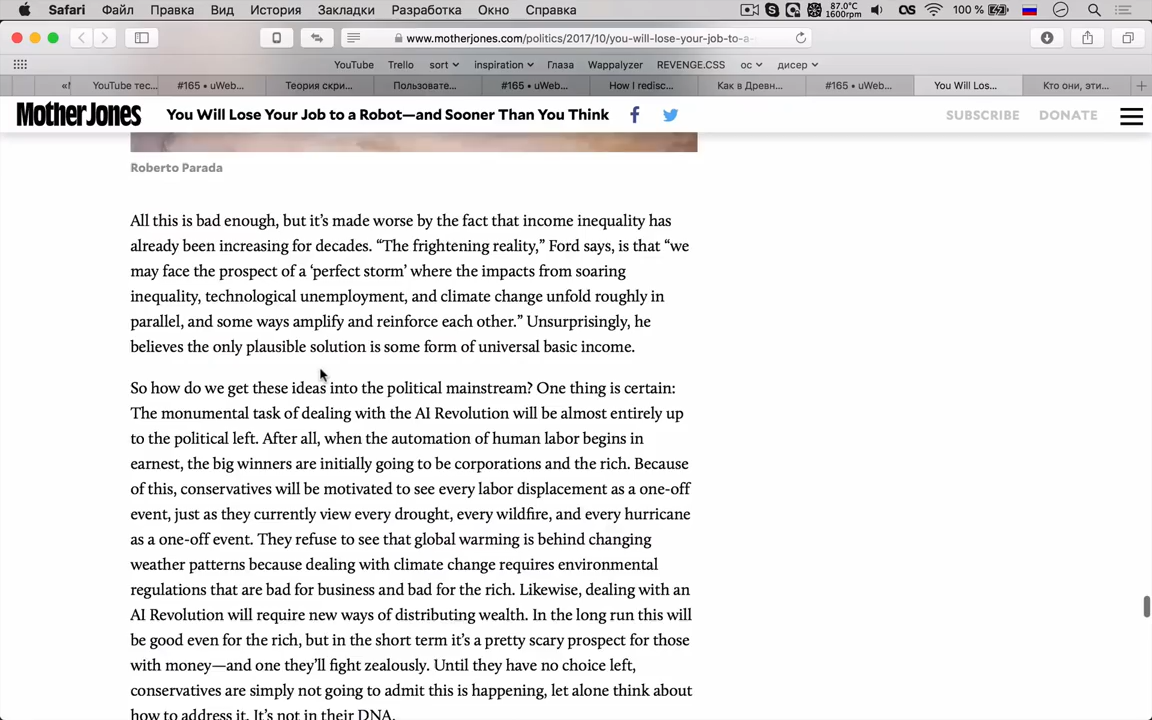 Safari Файл Правка Вид История Закладки Разработка Окно Справка 87.0°C 1600rpm 100 %
www.motherjones.com/politics/2017/10/you-will-lose-your-job-to-a-
YouTube Trello sort inspiration Глаза Wappalyzer REVENGE.CSS ос дисер
YouTube тес... #165 • uWeb... Теория скри... Пользовате... #165 • uWeb... How I redisc... Как в Древн... #165 • uWeb... You Will Los... Кто они, эти...
Mother Jones You Will Lose Your Job to a Robot—and Sooner Than You Think SUBSCRIBE DONATE
Roberto Parada
All this is bad enough, but it’s made worse by the fact that income inequality has
already been increasing for decades. “The frightening reality,” Ford says, is that “we
may face the prospect of a ‘perfect storm’ where the impacts from soaring
inequality, technological unemployment, and climate change unfold roughly in
parallel, and some ways amplify and reinforce each other.” Unsurprisingly, he
believes the only plausible solution is some form of universal basic income.
So how do we get these ideas into the political mainstream? One thing is certain:
The monumental task of dealing with the AI Revolution will be almost entirely up
to the political left. After all, when the automation of human labor begins in
earnest, the big winners are initially going to be corporations and the rich. Because
of this, conservatives will be motivated to see every labor displacement as a one-off
event, just as they currently view every drought, every wildfire, and every hurricane
as a one-off event. They refuse to see that global warming is behind changing
weather patterns because dealing with climate change requires environmental
regulations that are bad for business and bad for the rich. Likewise, dealing with an
AI Revolution will require new ways of distributing wealth. In the long run this will
be good even for the rich, but in the short term it’s a pretty scary prospect for those
with money—and one they’ll fight zealously. Until they have no choice left,
conservatives are simply not going to admit this is happening, let alone think about
how to address it. It’s not in their DNA.